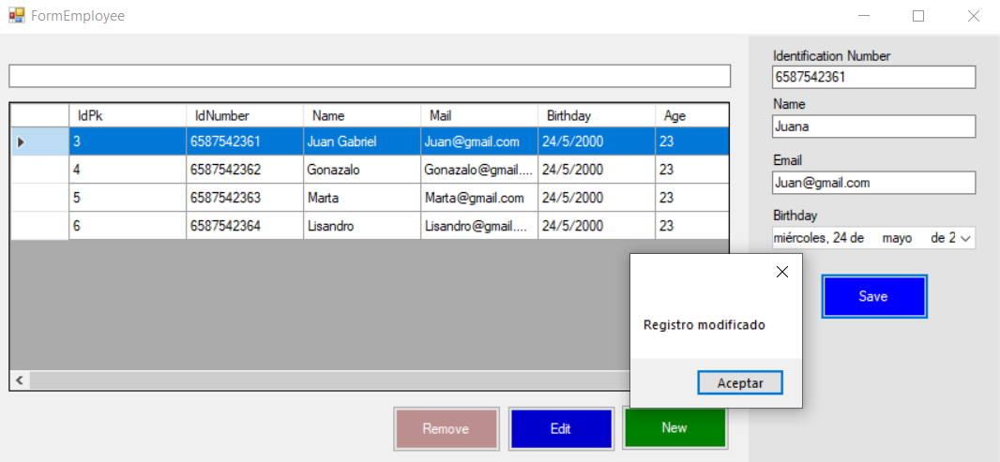 FormEmployee
IdPk IdNumber Name Mail Birthday Age
3 6587542361 Juan Gabriel Juan@gmail.com 24/5/2000 23
4 6587542362 Gonazalo Gonazalo@gmail.... 24/5/2000 23
5 6587542363 Marta Marta@gmail.com 24/5/2000 23
6 6587542364 Lisandro Lisandro@gmail.... 24/5/2000 23
Remove Edit New
Identification Number
6587542361
Name
Juana
Email
Juan@gmail.com
Birthday
miércoles, 24 de mayo de 2
Save
Registro modificado
Aceptar